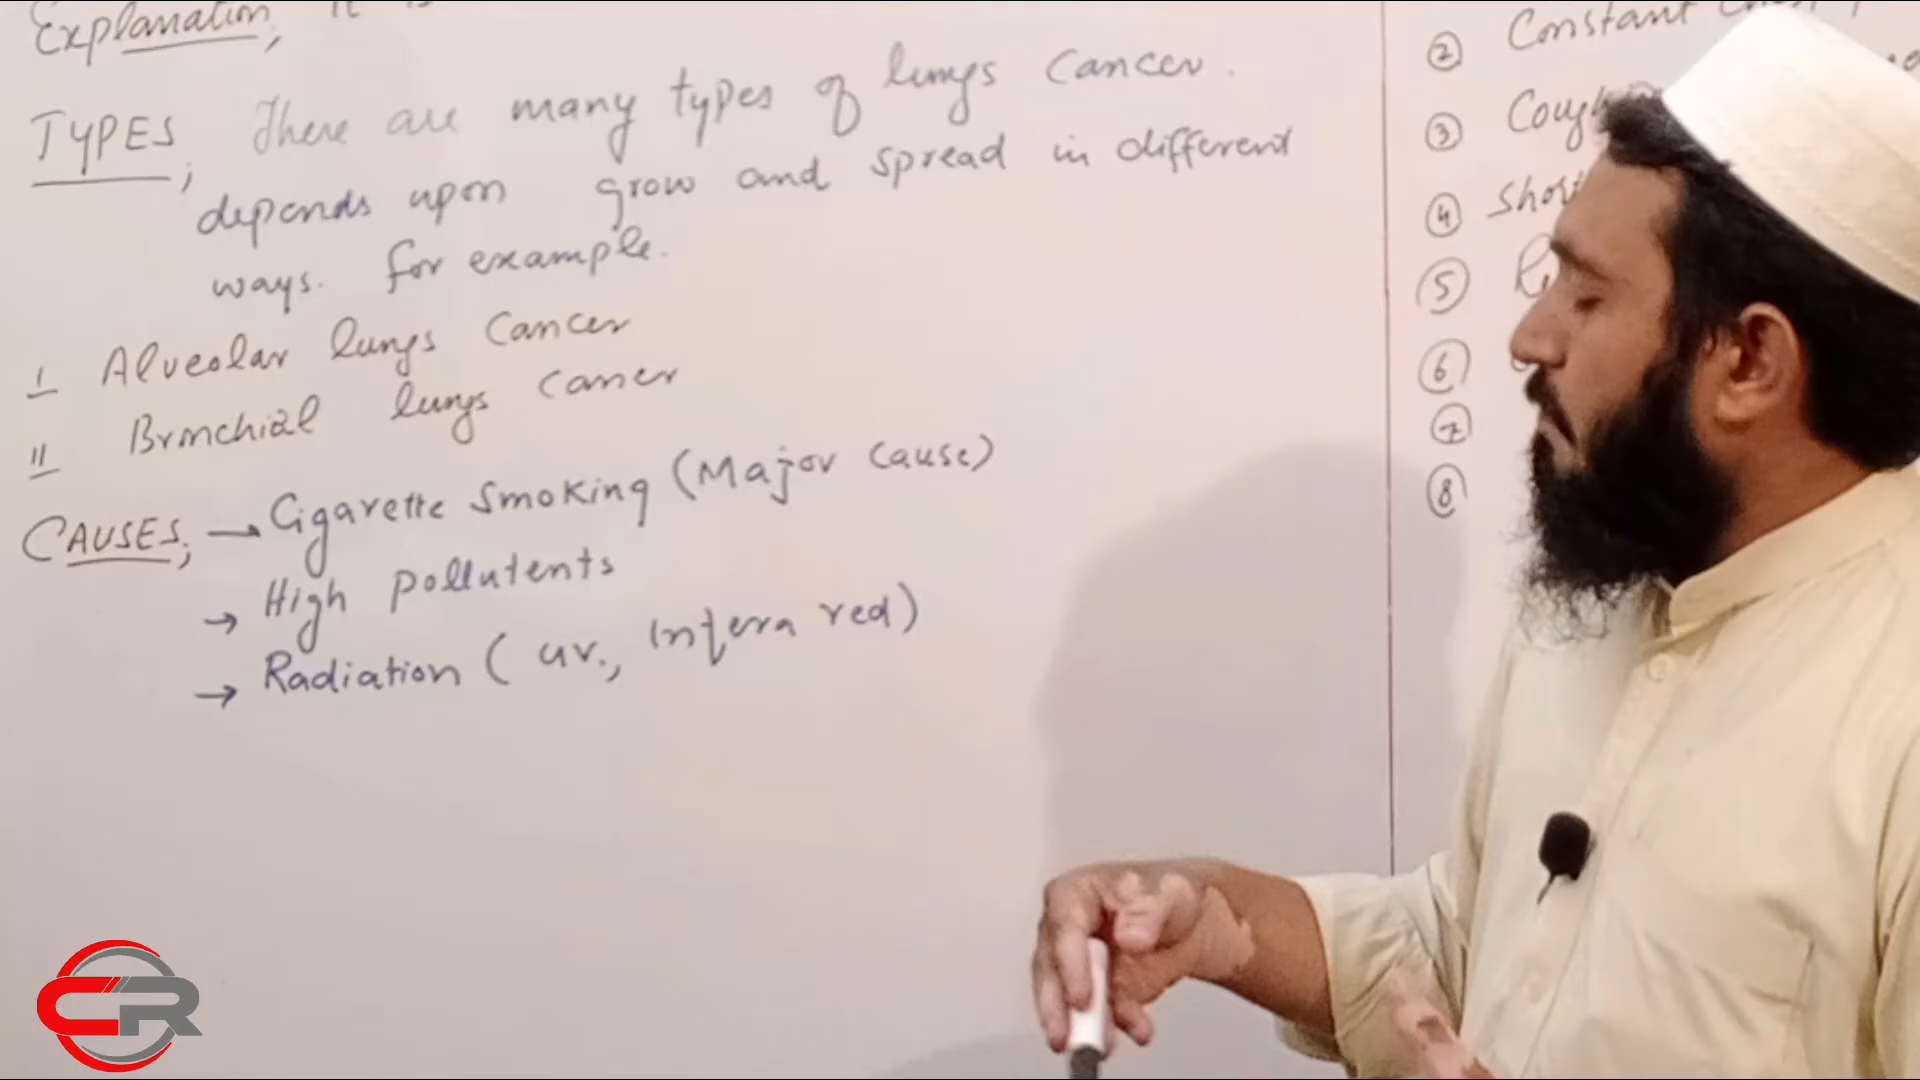 Explanation; it is
TYPES; There are many types of lungs cancer.
depends upon grow and spread in different
ways. for example.
I Alveolar lungs Cancer
II Bronchial lungs cancer
CAUSES; → Cigarette Smoking (Major Cause)
→ High pollutents
→ Radiation ( uv., Infera red)
② Constant
③ Cough
④ Short
⑤
⑥
⑦
⑧
CR